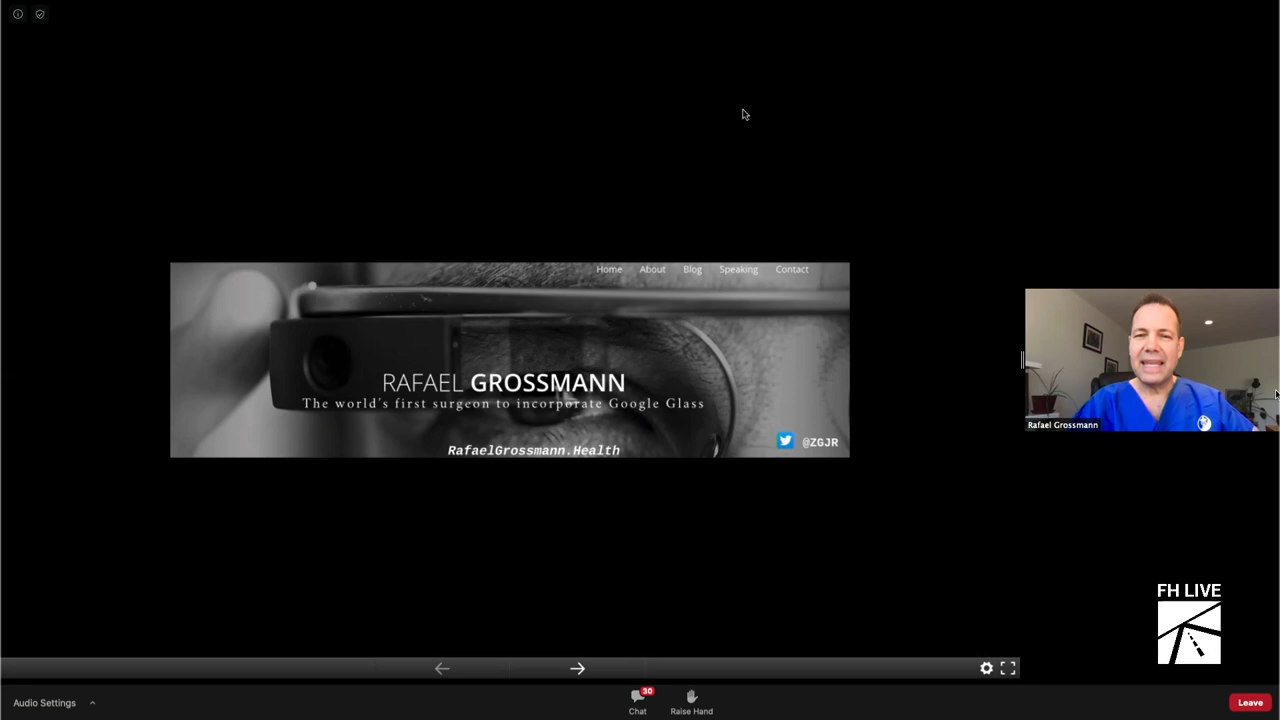 Home About Blog Speaking Contact
RAFAEL GROSSMANN
The world's first surgeon to incorporate Google Glass
@ZGJR
RafaelGrossmann.Health
Rafael Grossmann
FH LIVE
Audio Settings
30
Chat
Raise Hand
Leave